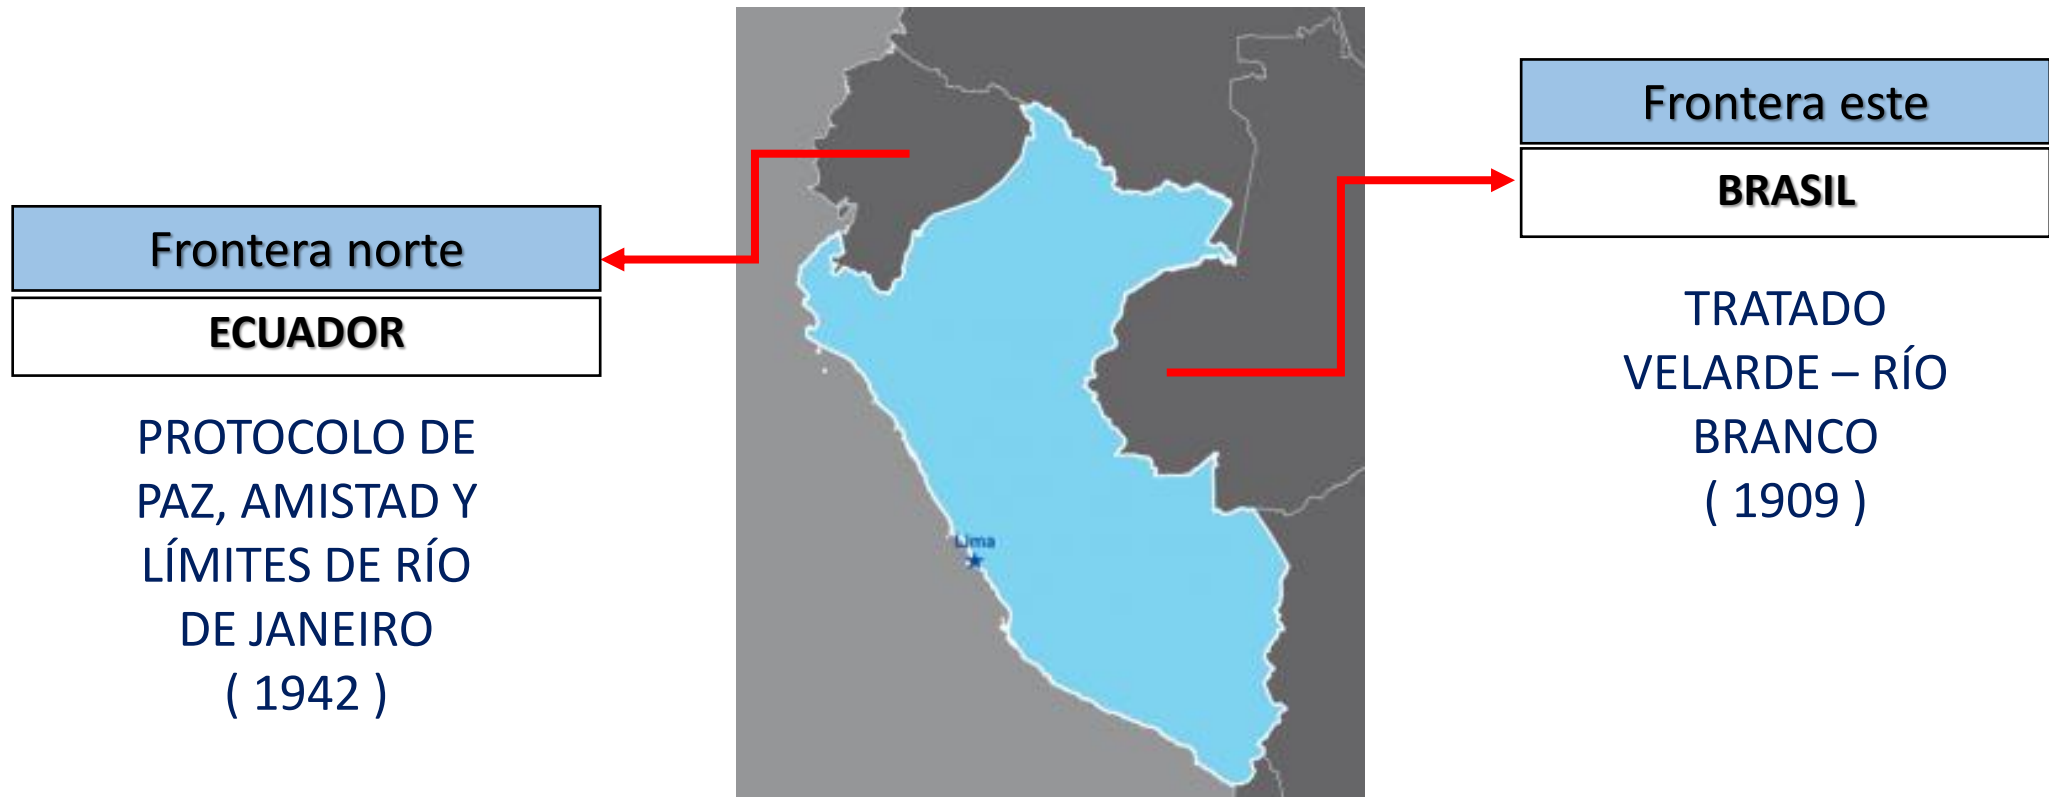 Frontera norte
ECUADOR
PROTOCOLO DE
PAZ, AMISTAD Y
LÍMITES DE RÍO
DE JANEIRO
( 1942 )
Lima
Frontera este
BRASIL
TRATADO
VELARDE – RÍO
BRANCO
( 1909 )